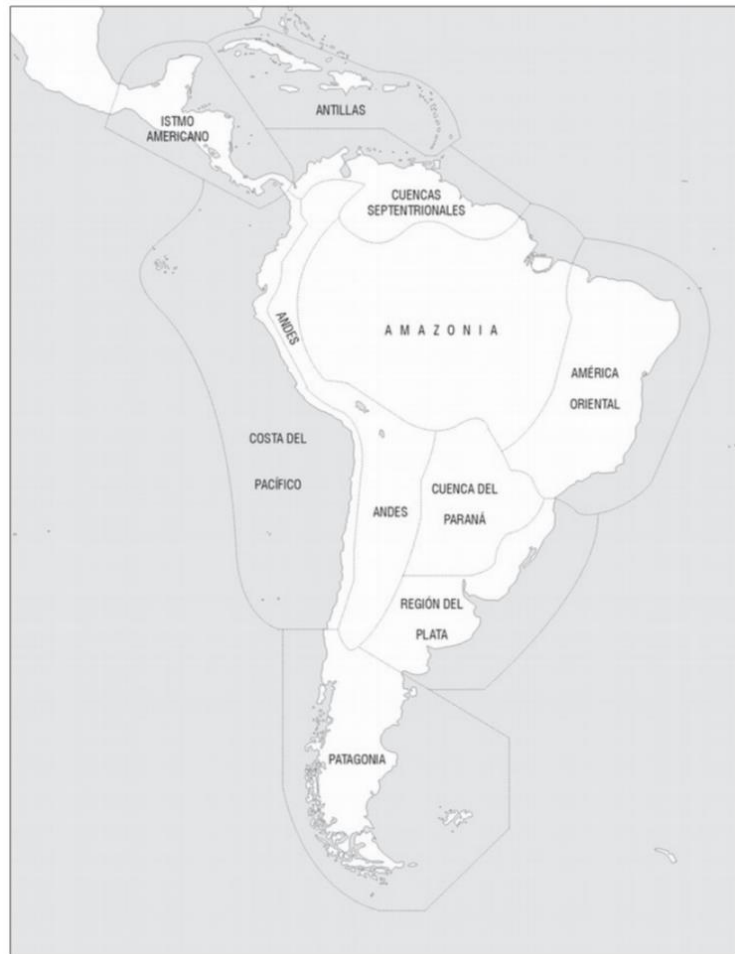 ANTILLAS
ISTMO
AMERICANO
CUENCAS
SEPTENTRIONALES
ANDES
A M A Z O N I A
AMÉRICA
ORIENTAL
COSTA DEL
PACÍFICO
CUENCA DEL
PARANÁ
ANDES
REGIÓN DEL
PLATA
PATAGONIA